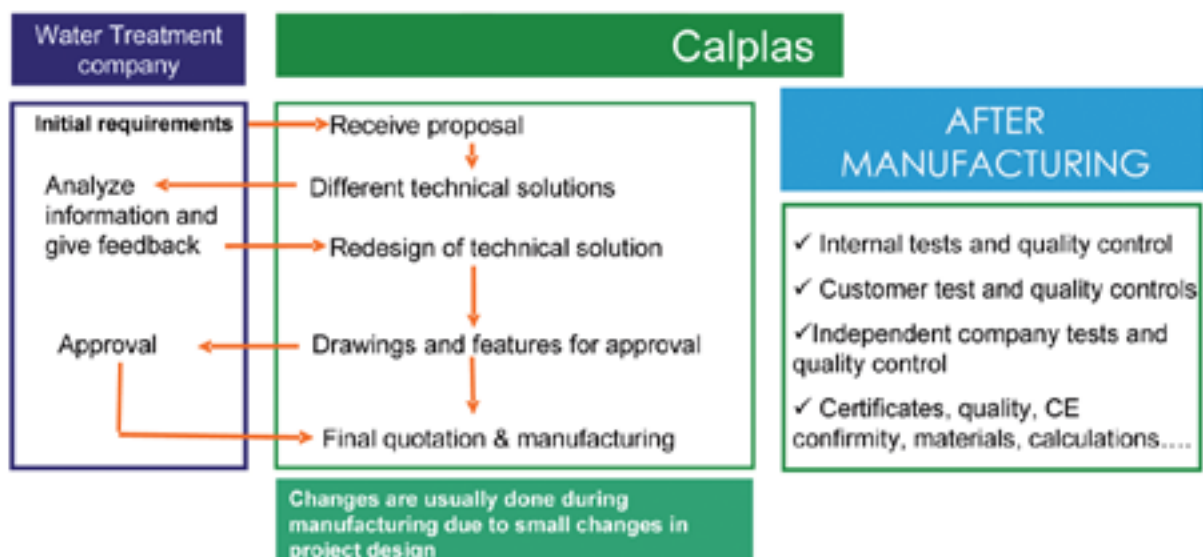 Water Treatment
company
Calplas
Initial requirements
Receive proposal
Analyze
information and
give feedback
Different technical solutions
Redesign of technical solution
Approval
Drawings and features for approval
Final quotation & manufacturing
Changes are usually done during
manufacturing due to small changes in
project design
AFTER
MANUFACTURING
✓ Internal tests and quality control
✓ Customer test and quality controls
✓Independent company tests and
quality control
✓ Certificates, quality, CE
confirmity, materials, calculations....